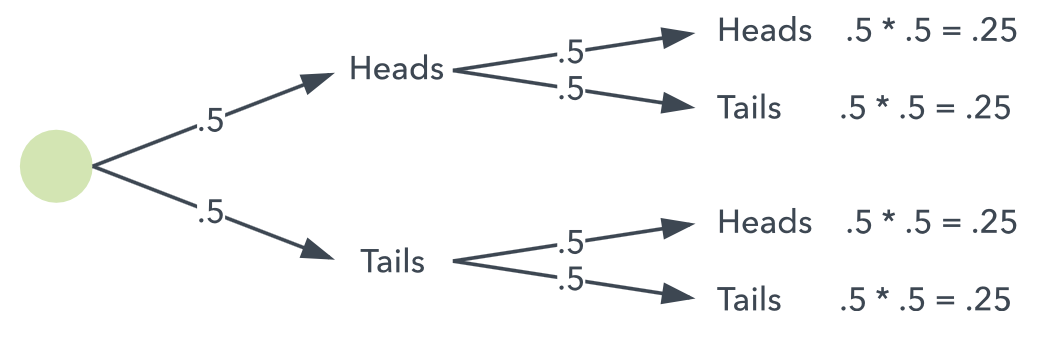 Heads .5 * .5 = .25
.5
Heads
.5
.5
Tails .5 * .5 = .25
.5
Heads .5 * .5 = .25
.5
Tails
.5
Tails .5 * .5 = .25